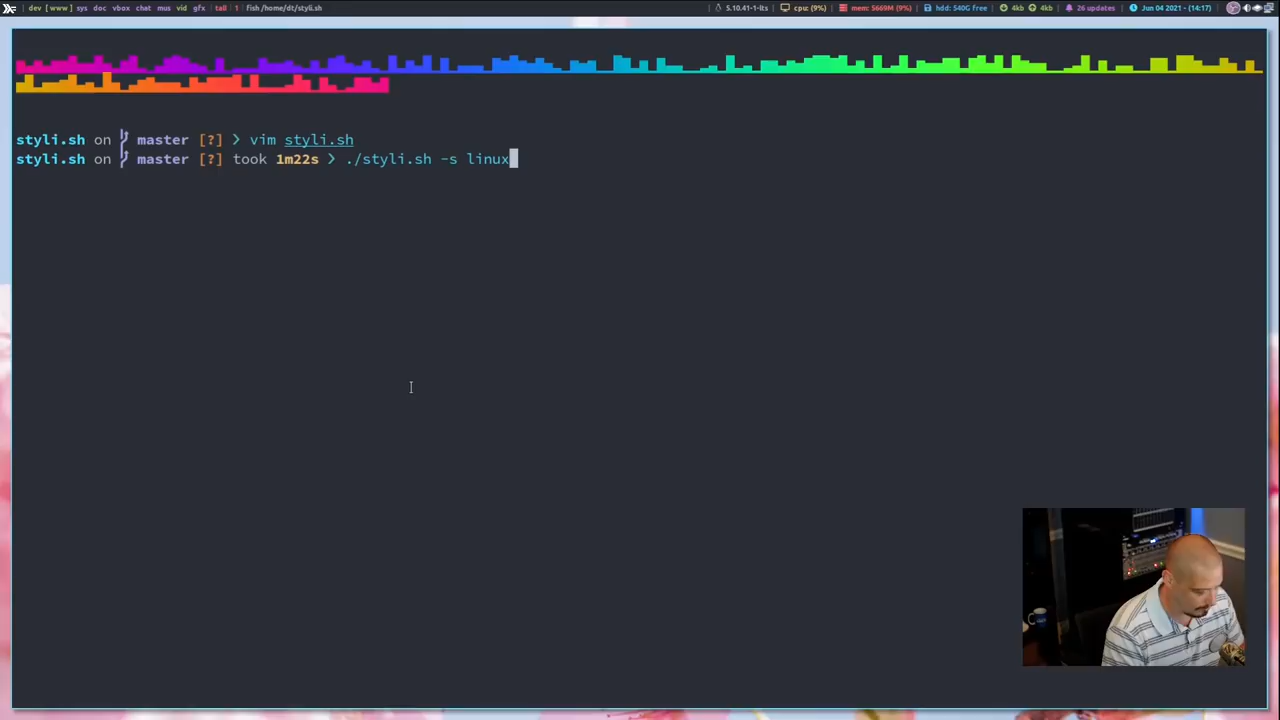 dev [ www ] sys doc vbox chat mus vid gfx | tall | 1 | fish /home/dt/styli.sh | 5.10.41-1-lts | cpu: (9%) | mem: 5669M (9%) | hdd: 540G free | 4kb 4kb | 26 updates | Jun 04 2021 - (14:17) |
styli.sh on master [?] ❯ vim styli.sh
styli.sh on master [?] took 1m22s ❯ ./styli.sh -s linux